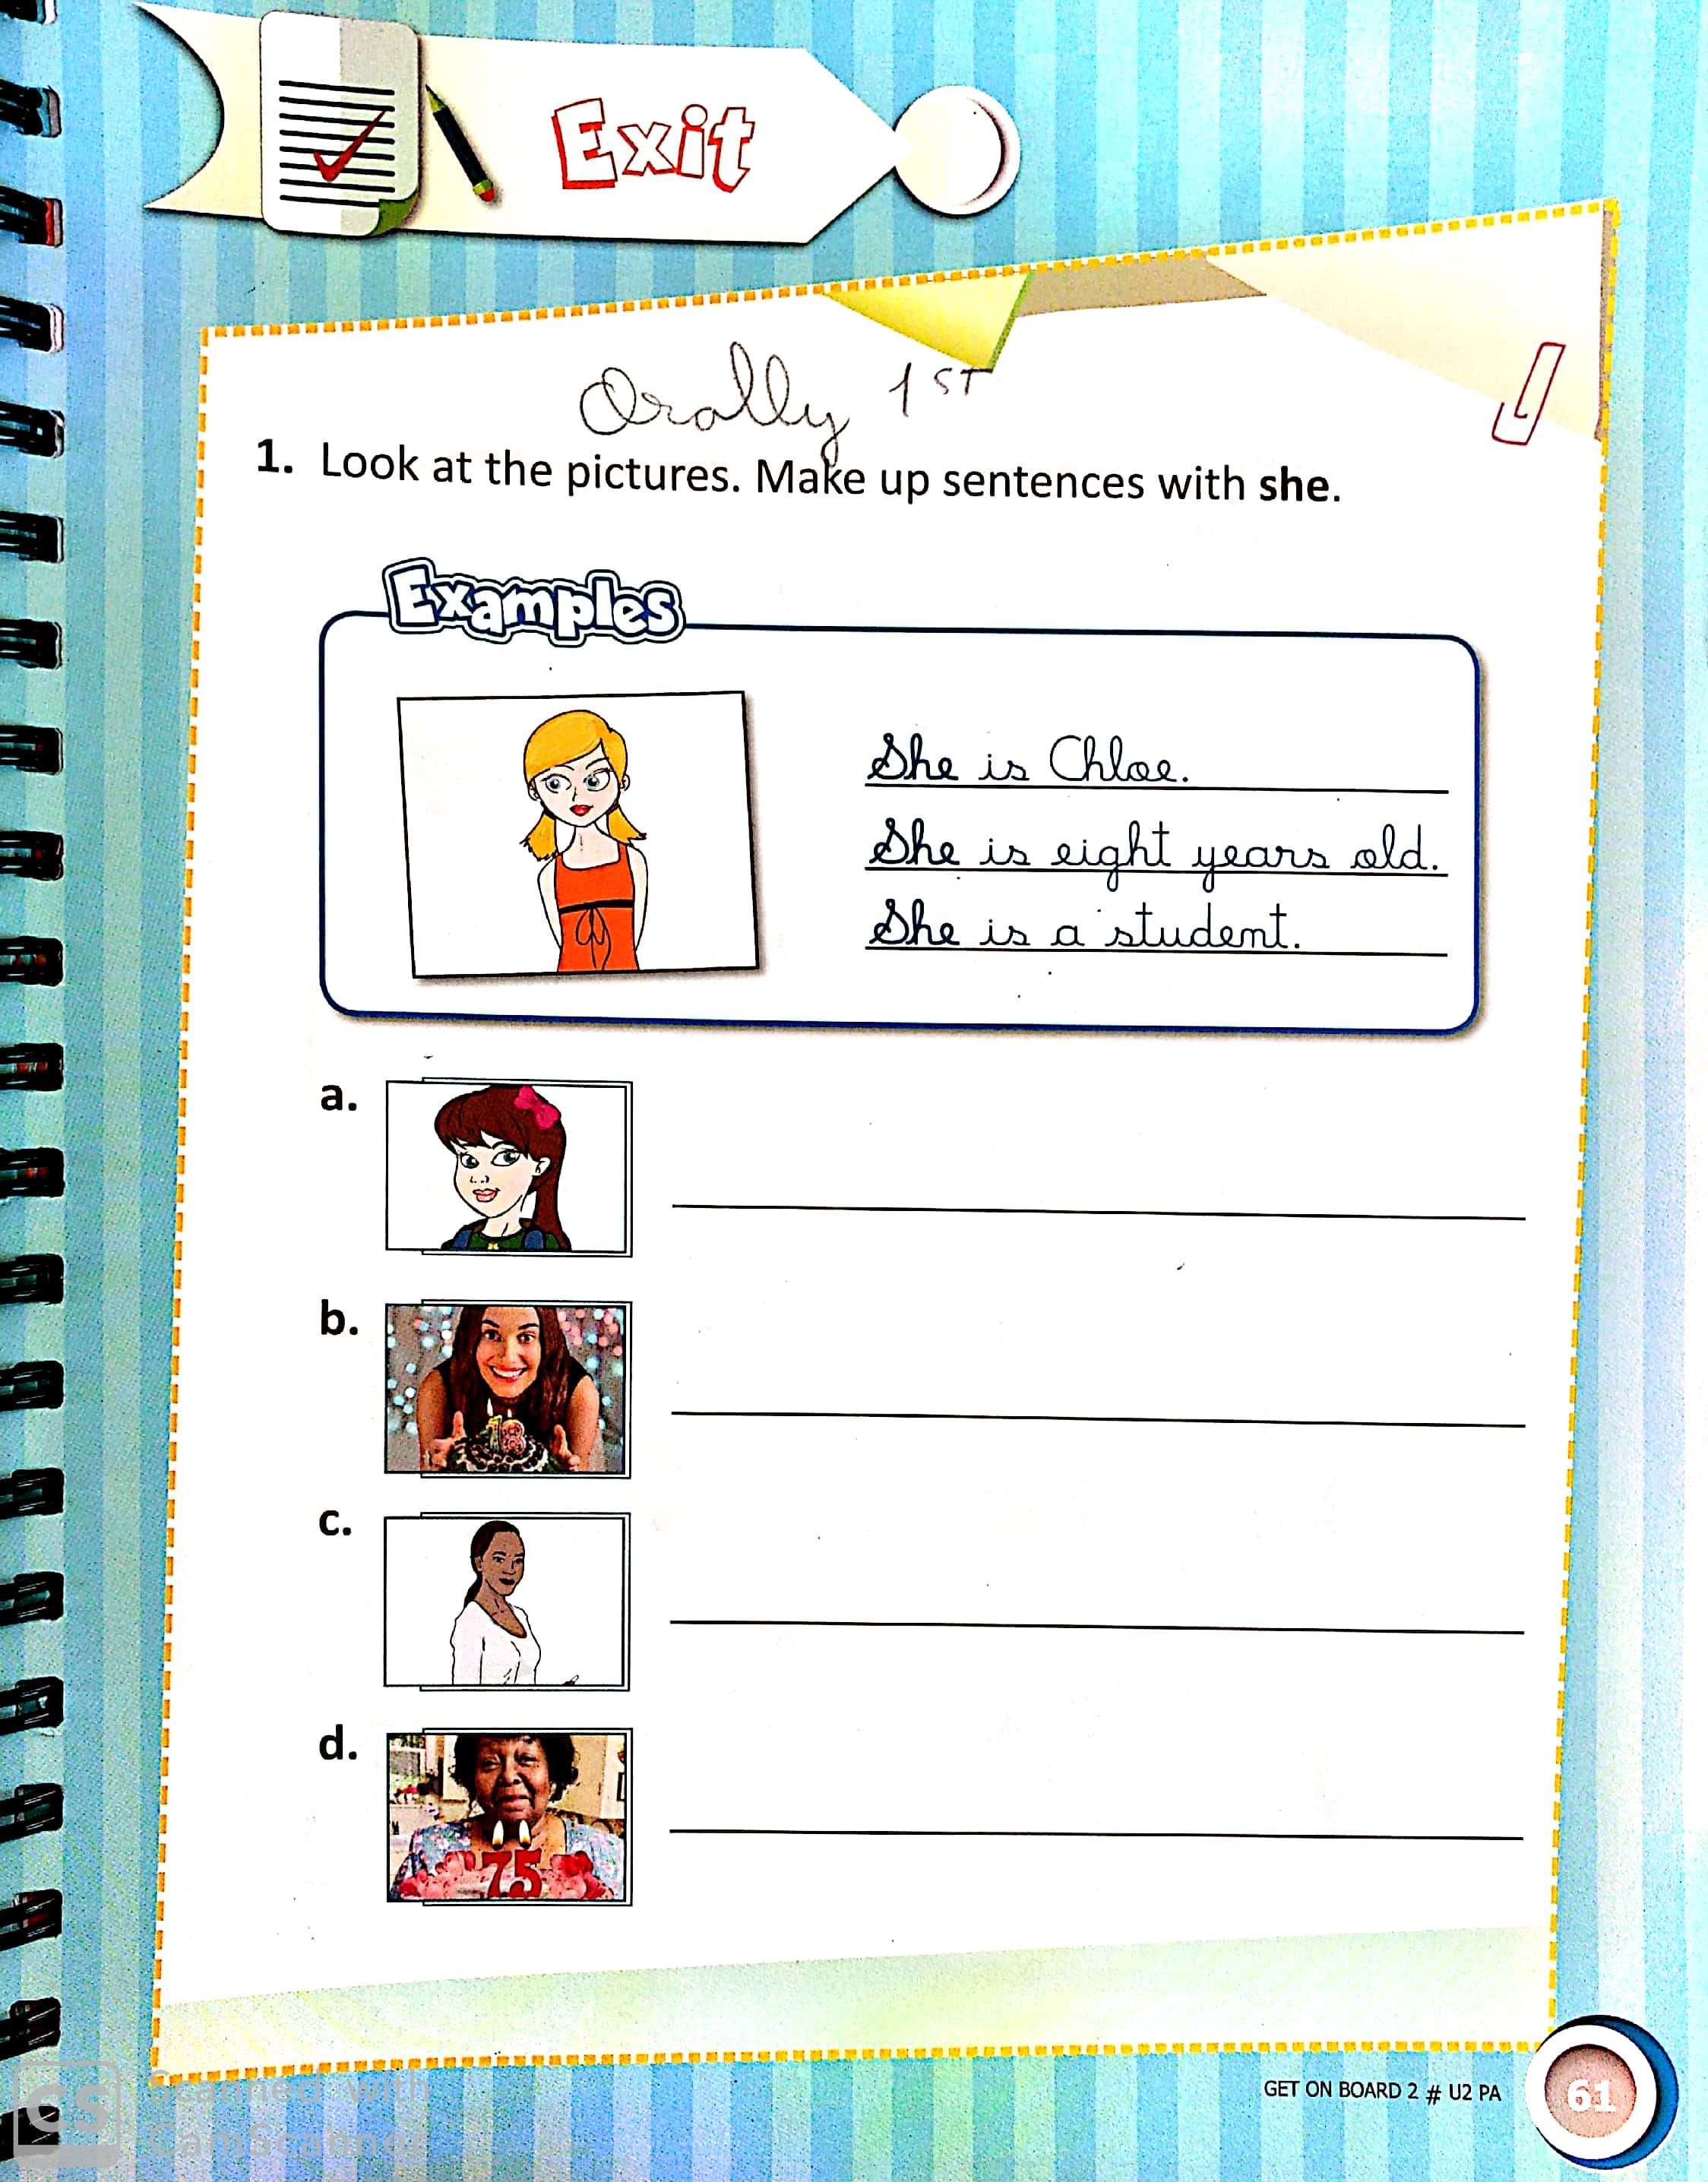 Exit
Orally 1ST
1. Look at the pictures. Make up sentences with she.
Examples
She is Chloe.
She is eight years old.
She is a student.
a.
b.
18
c.
d.
75
GET ON BOARD 2 # U2 PA
61
CS Scanned with
CamScanner